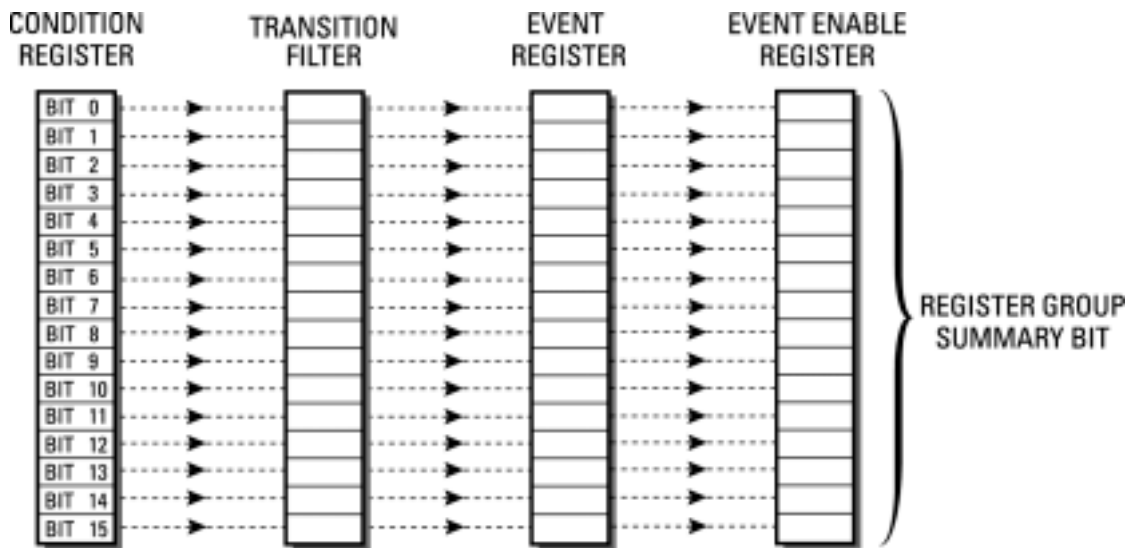 CONDITION
REGISTER
TRANSITION
FILTER
EVENT
REGISTER
EVENT ENABLE
REGISTER
BIT 0
BIT 1
BIT 2
BIT 3
BIT 4
BIT 5
BIT 6
BIT 7
BIT 8
BIT 9
BIT 10
BIT 11
BIT 12
BIT 13
BIT 14
BIT 15
REGISTER GROUP
SUMMARY BIT